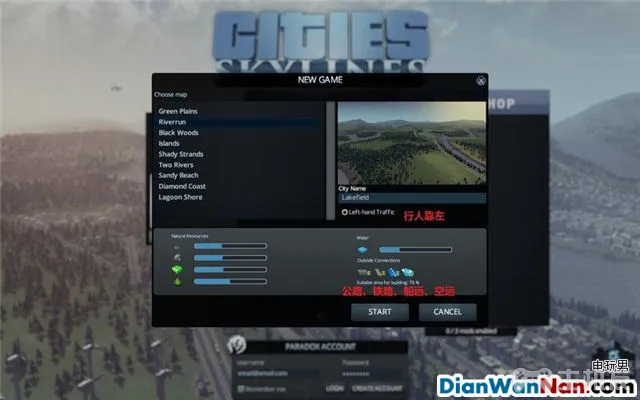 CITIES
SKYLINES
NEW GAME
Choose map
HOP
Green Plains
Riverrun
Black Woods
Islands
Shady Strands
Two Rivers
Sandy Beach
Diamond Coast
Lagoon Shore
City Name
Lakefield
Left-hand Traffic
行人靠左
Natural Resources
Water
Outside Connections
Suitable area for building: 76 %
公路、铁路、船运、空运
START
CANCEL
0 / 3 mods enabled
PARADOX ACCOUNT
Username
Password
email@email.com
********
Remember me
LOGIN
CREATE ACCOUNT
电玩男
DianWanNan.com